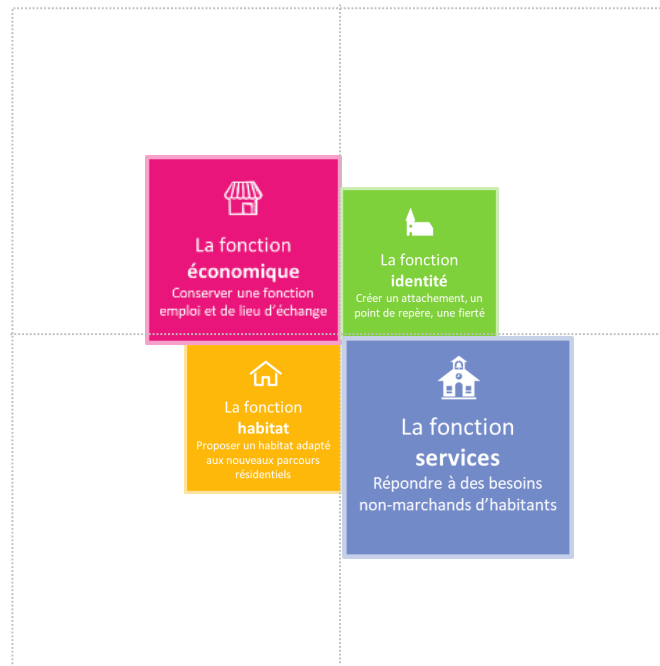 La fonction
économique
Conserver une fonction
emploi et de lieu d'échange
La fonction
identité
Créer un attachement, un
point de repère, une fierté
La fonction
habitat
Proposer un habitat adapté
aux nouveaux parcours
résidentiels
La fonction
services
Répondre à des besoins
non-marchands d'habitants